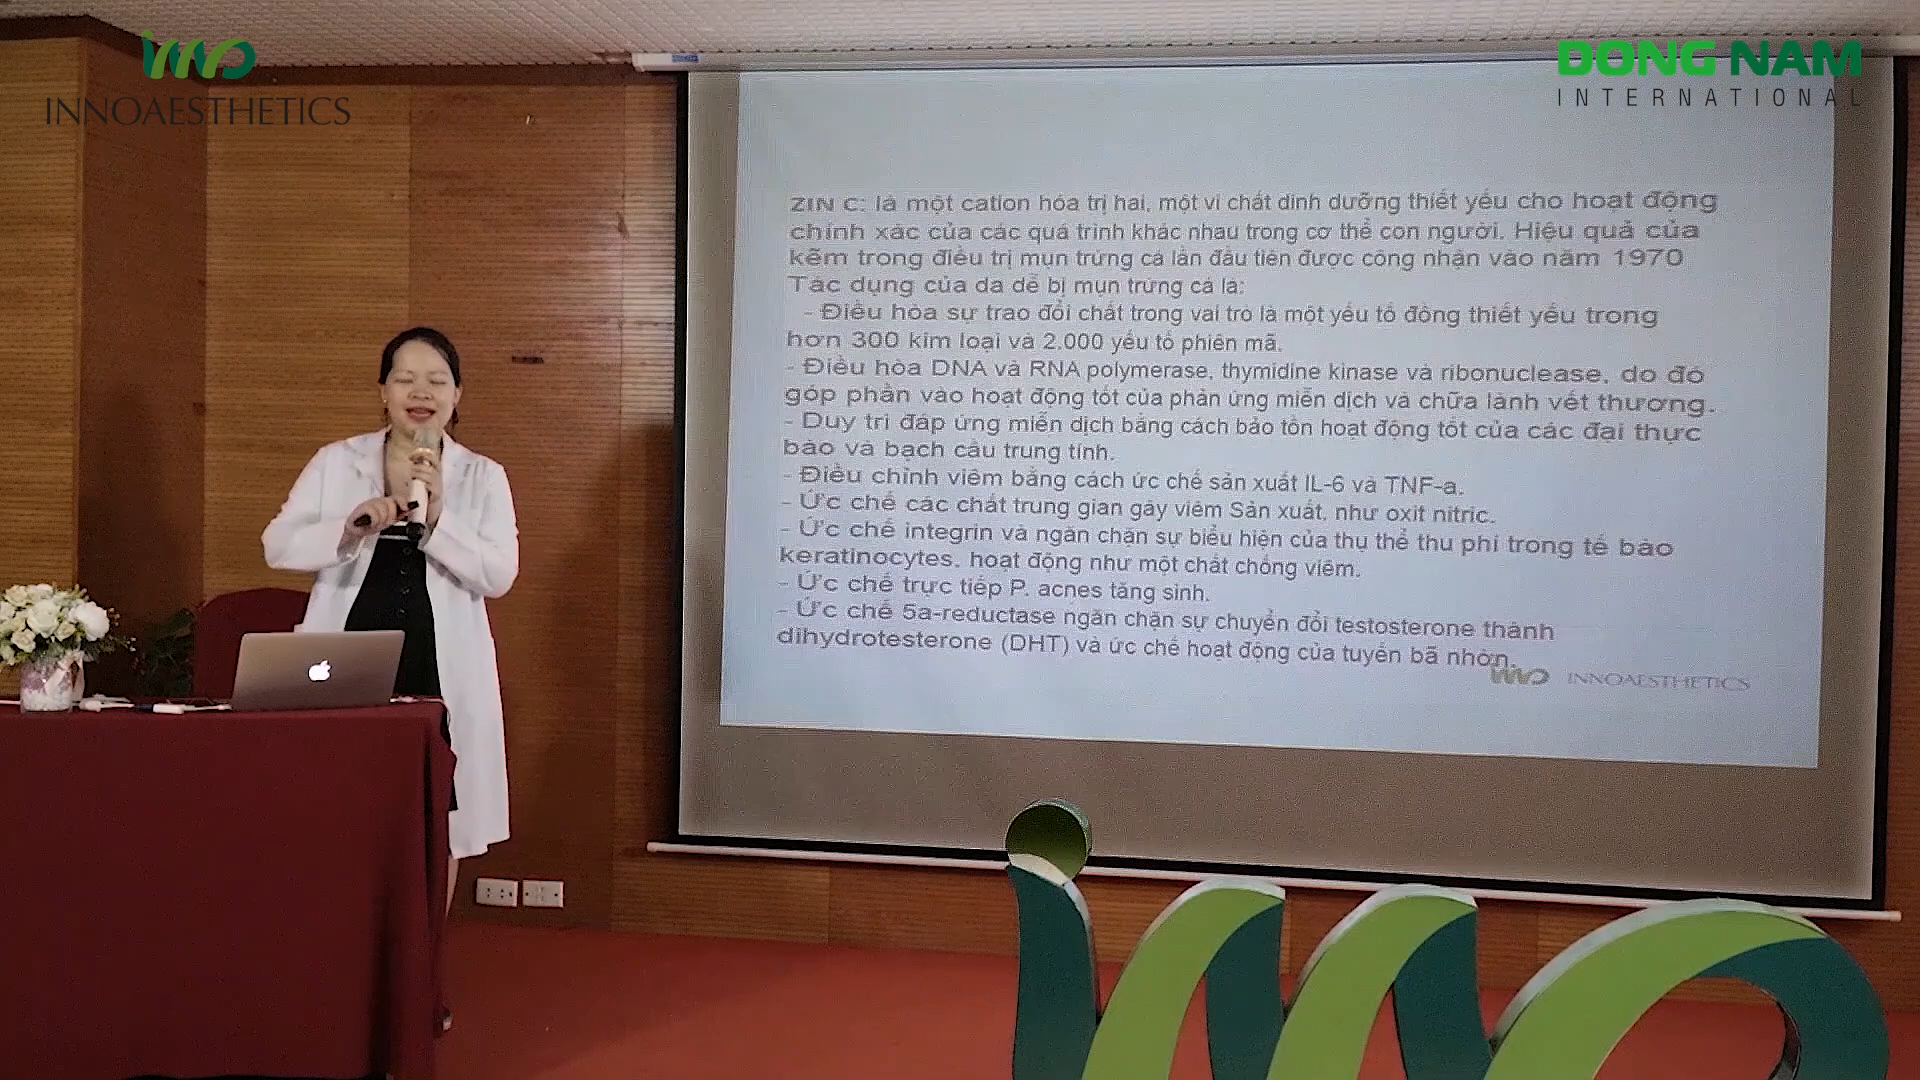 imo
INNOAESTHETICS
DONG NAM
INTERNATIONAL
ZIN C: là một cation hóa trị hai, một vi chất dinh dưỡng thiết yếu cho hoạt động
chính xác của các quá trình khác nhau trong cơ thể con người. Hiệu quả của
kẽm trong điều trị mụn trứng cá lần đầu tiên được công nhận vào năm 1970
Tác dụng của da dễ bị mụn trứng cá là:
- Điều hòa sự trao đổi chất trong vai trò là một yếu tố đồng thiết yếu trong
hơn 300 kim loại và 2.000 yếu tố phiên mã.
- Điều hòa DNA và RNA polymerase, thymidine kinase và ribonuclease, do đó
góp phần vào hoạt động tốt của phản ứng miễn dịch và chữa lành vết thương.
- Duy trì đáp ứng miễn dịch bằng cách bảo tồn hoạt động tốt của các đại thực
bào và bạch cầu trung tính.
- Điều chỉnh viêm bằng cách ức chế sản xuất IL-6 và TNF-a.
- Ức chế các chất trung gian gây viêm Sản xuất, như oxit nitric.
- Ức chế integrin và ngăn chặn sự biểu hiện của thụ thể thu phí trong tế bào
keratinocytes, hoạt động như một chất chống viêm.
- Ức chế trực tiếp P. acnes tăng sinh.
- Ức chế 5a-reductase ngăn chặn sự chuyển đổi testosterone thành
dihydrotesterone (DHT) và ức chế hoạt động của tuyến bã nhờn.
imo INNOAESTHETICS
imo